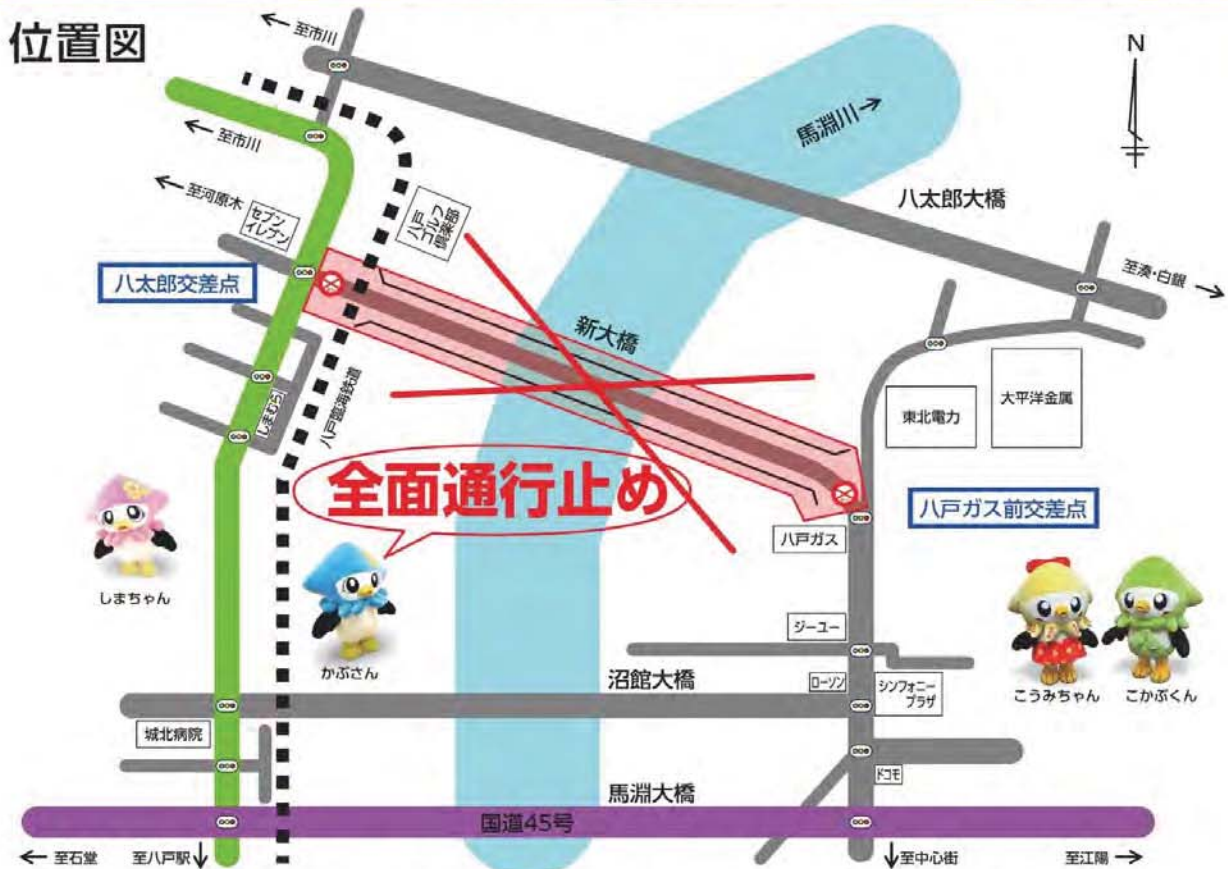 位置図
←至市川
N
←至市川
馬淵川→
←至河原木
セブン
イレブン
八戸
ゴルフ
倶楽部
八太郎大橋
八太郎交差点
至湊・白銀→
新大橋
しまむら
八戸臨海鉄道
東北電力
大平洋金属
全面通行止め
八戸ガス前交差点
八戸ガス
しまちゃん
かぶさん
ジーユー
こうみちゃん
こかぶくん
沼館大橋
ローソン
シンフォニー
プラザ
城北病院
ドコモ
馬淵大橋
国道45号
←至石堂
至八戸駅↓
↓至中心街
至江陽→